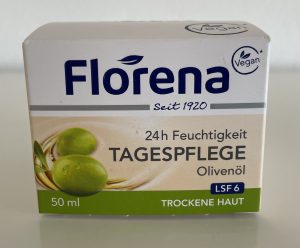 Vegan
Florena
Seit 1920
24h Feuchtigkeit
TAGESPFLEGE
Olivenöl
LSF 6
50 ml
TROCKENE HAUT